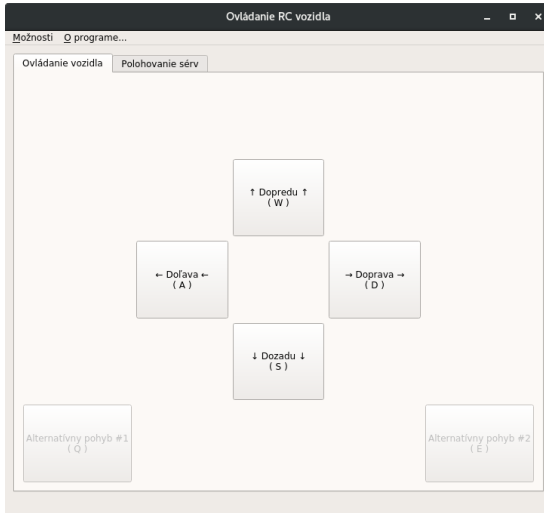 Ovládanie RC vozidla
Možnosti O programe...
Ovládanie vozidla Polohovanie sérv
↑ Dopredu ↑
( W )
← Doľava ←
( A )
→ Doprava →
( D )
↓ Dozadu ↓
( S )
Alternatívny pohyb #1
( Q )
Alternatívny pohyb #2
( E )